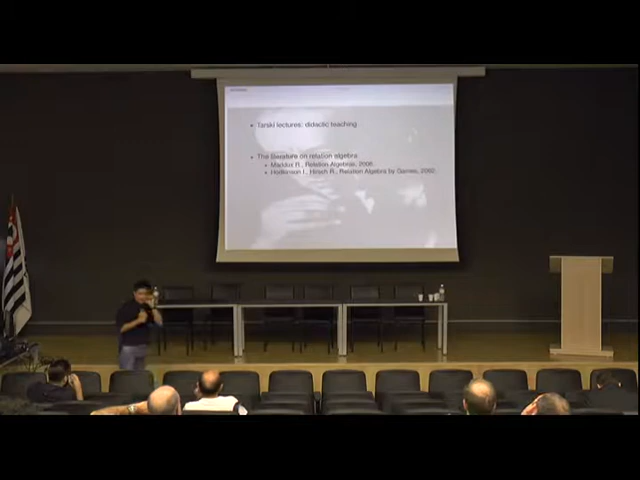 • Tarski lectures: didactic teaching
• The literature on relation algebra
• Maddux R., Relation Algebras, 2006.
• Hodkinson I., Hirsch R., Relation Algebra by Games, 2002.